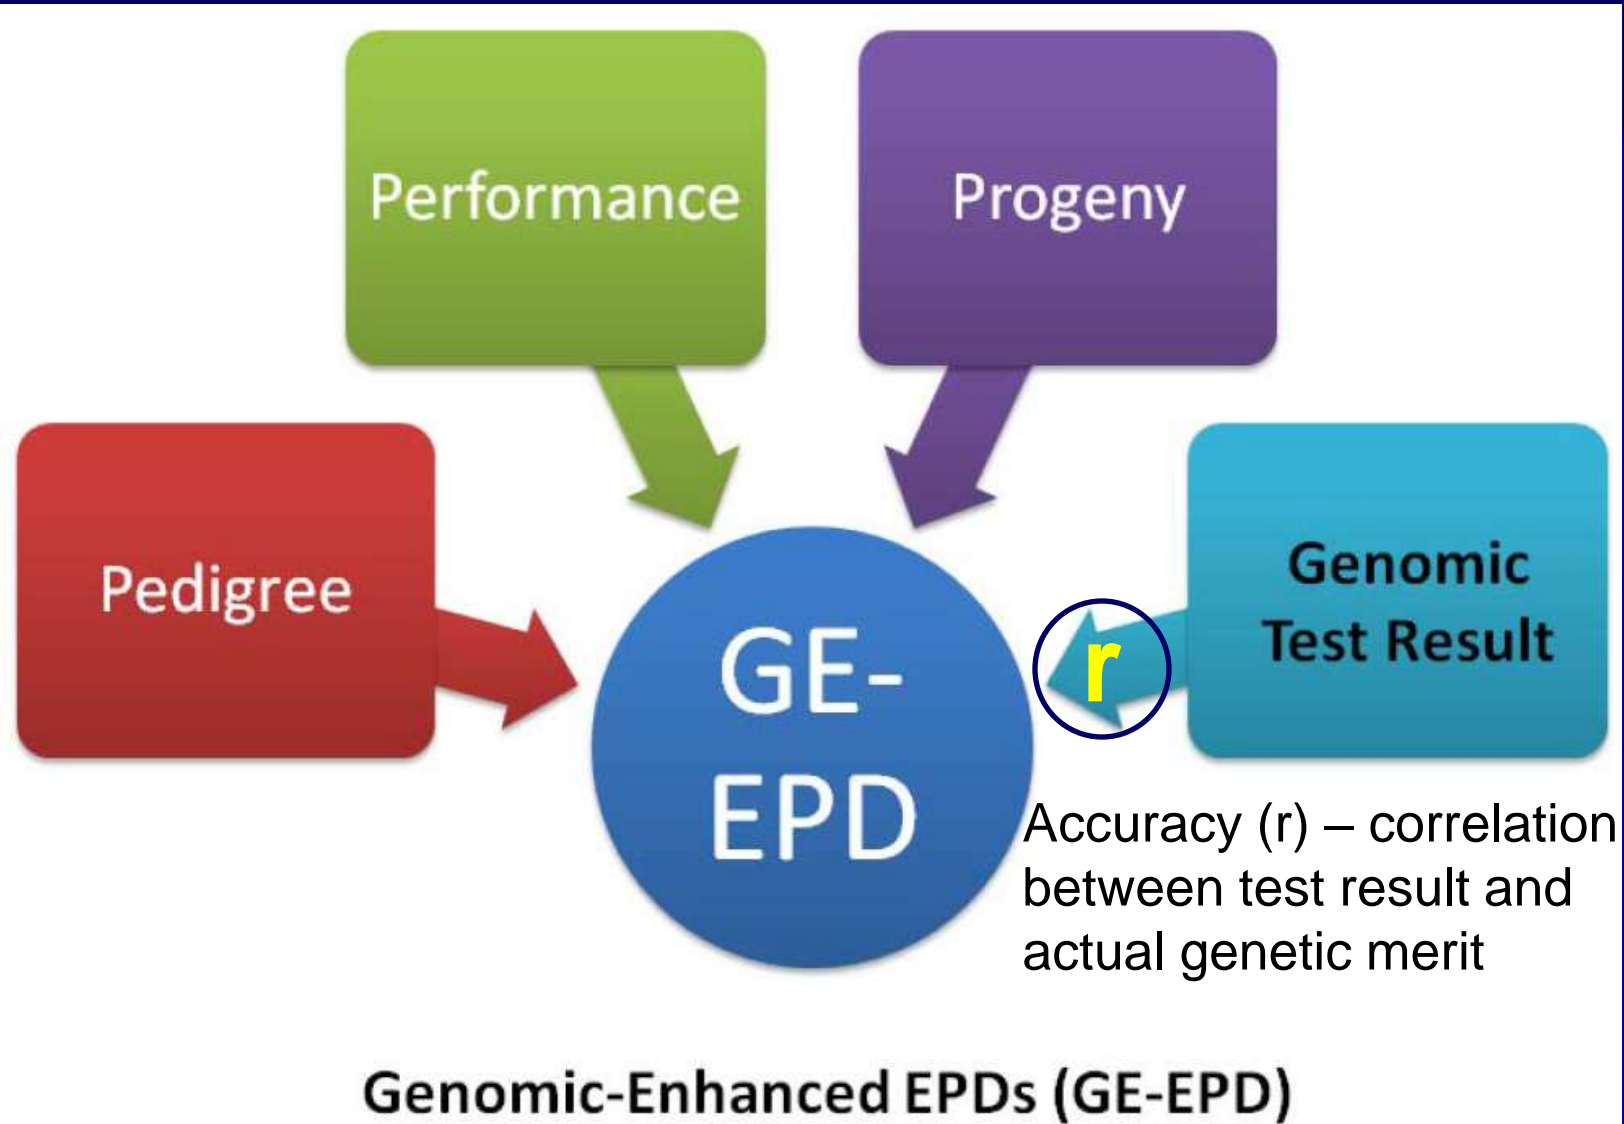 Performance
Progeny
Pedigree
Genomic
Test Result
GE-
EPD
r
Accuracy (r) – correlation
between test result and
actual genetic merit
Genomic-Enhanced EPDs (GE-EPD)